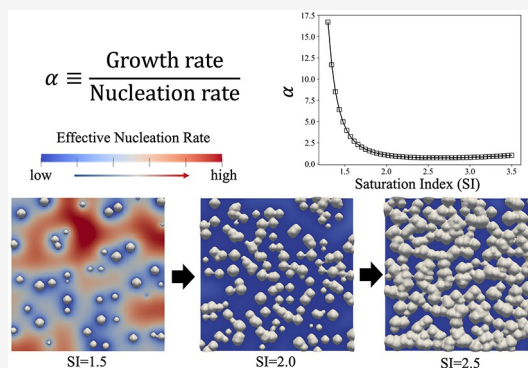 α ≡ Growth rate
Nucleation rate
Effective Nucleation Rate
low
high
17.5
15.0
12.5
10.0
7.5
5.0
2.5
0.0
α
1.5
2.0
2.5
3.0
3.5
Saturation Index (SI)
SI=1.5
SI=2.0
SI=2.5